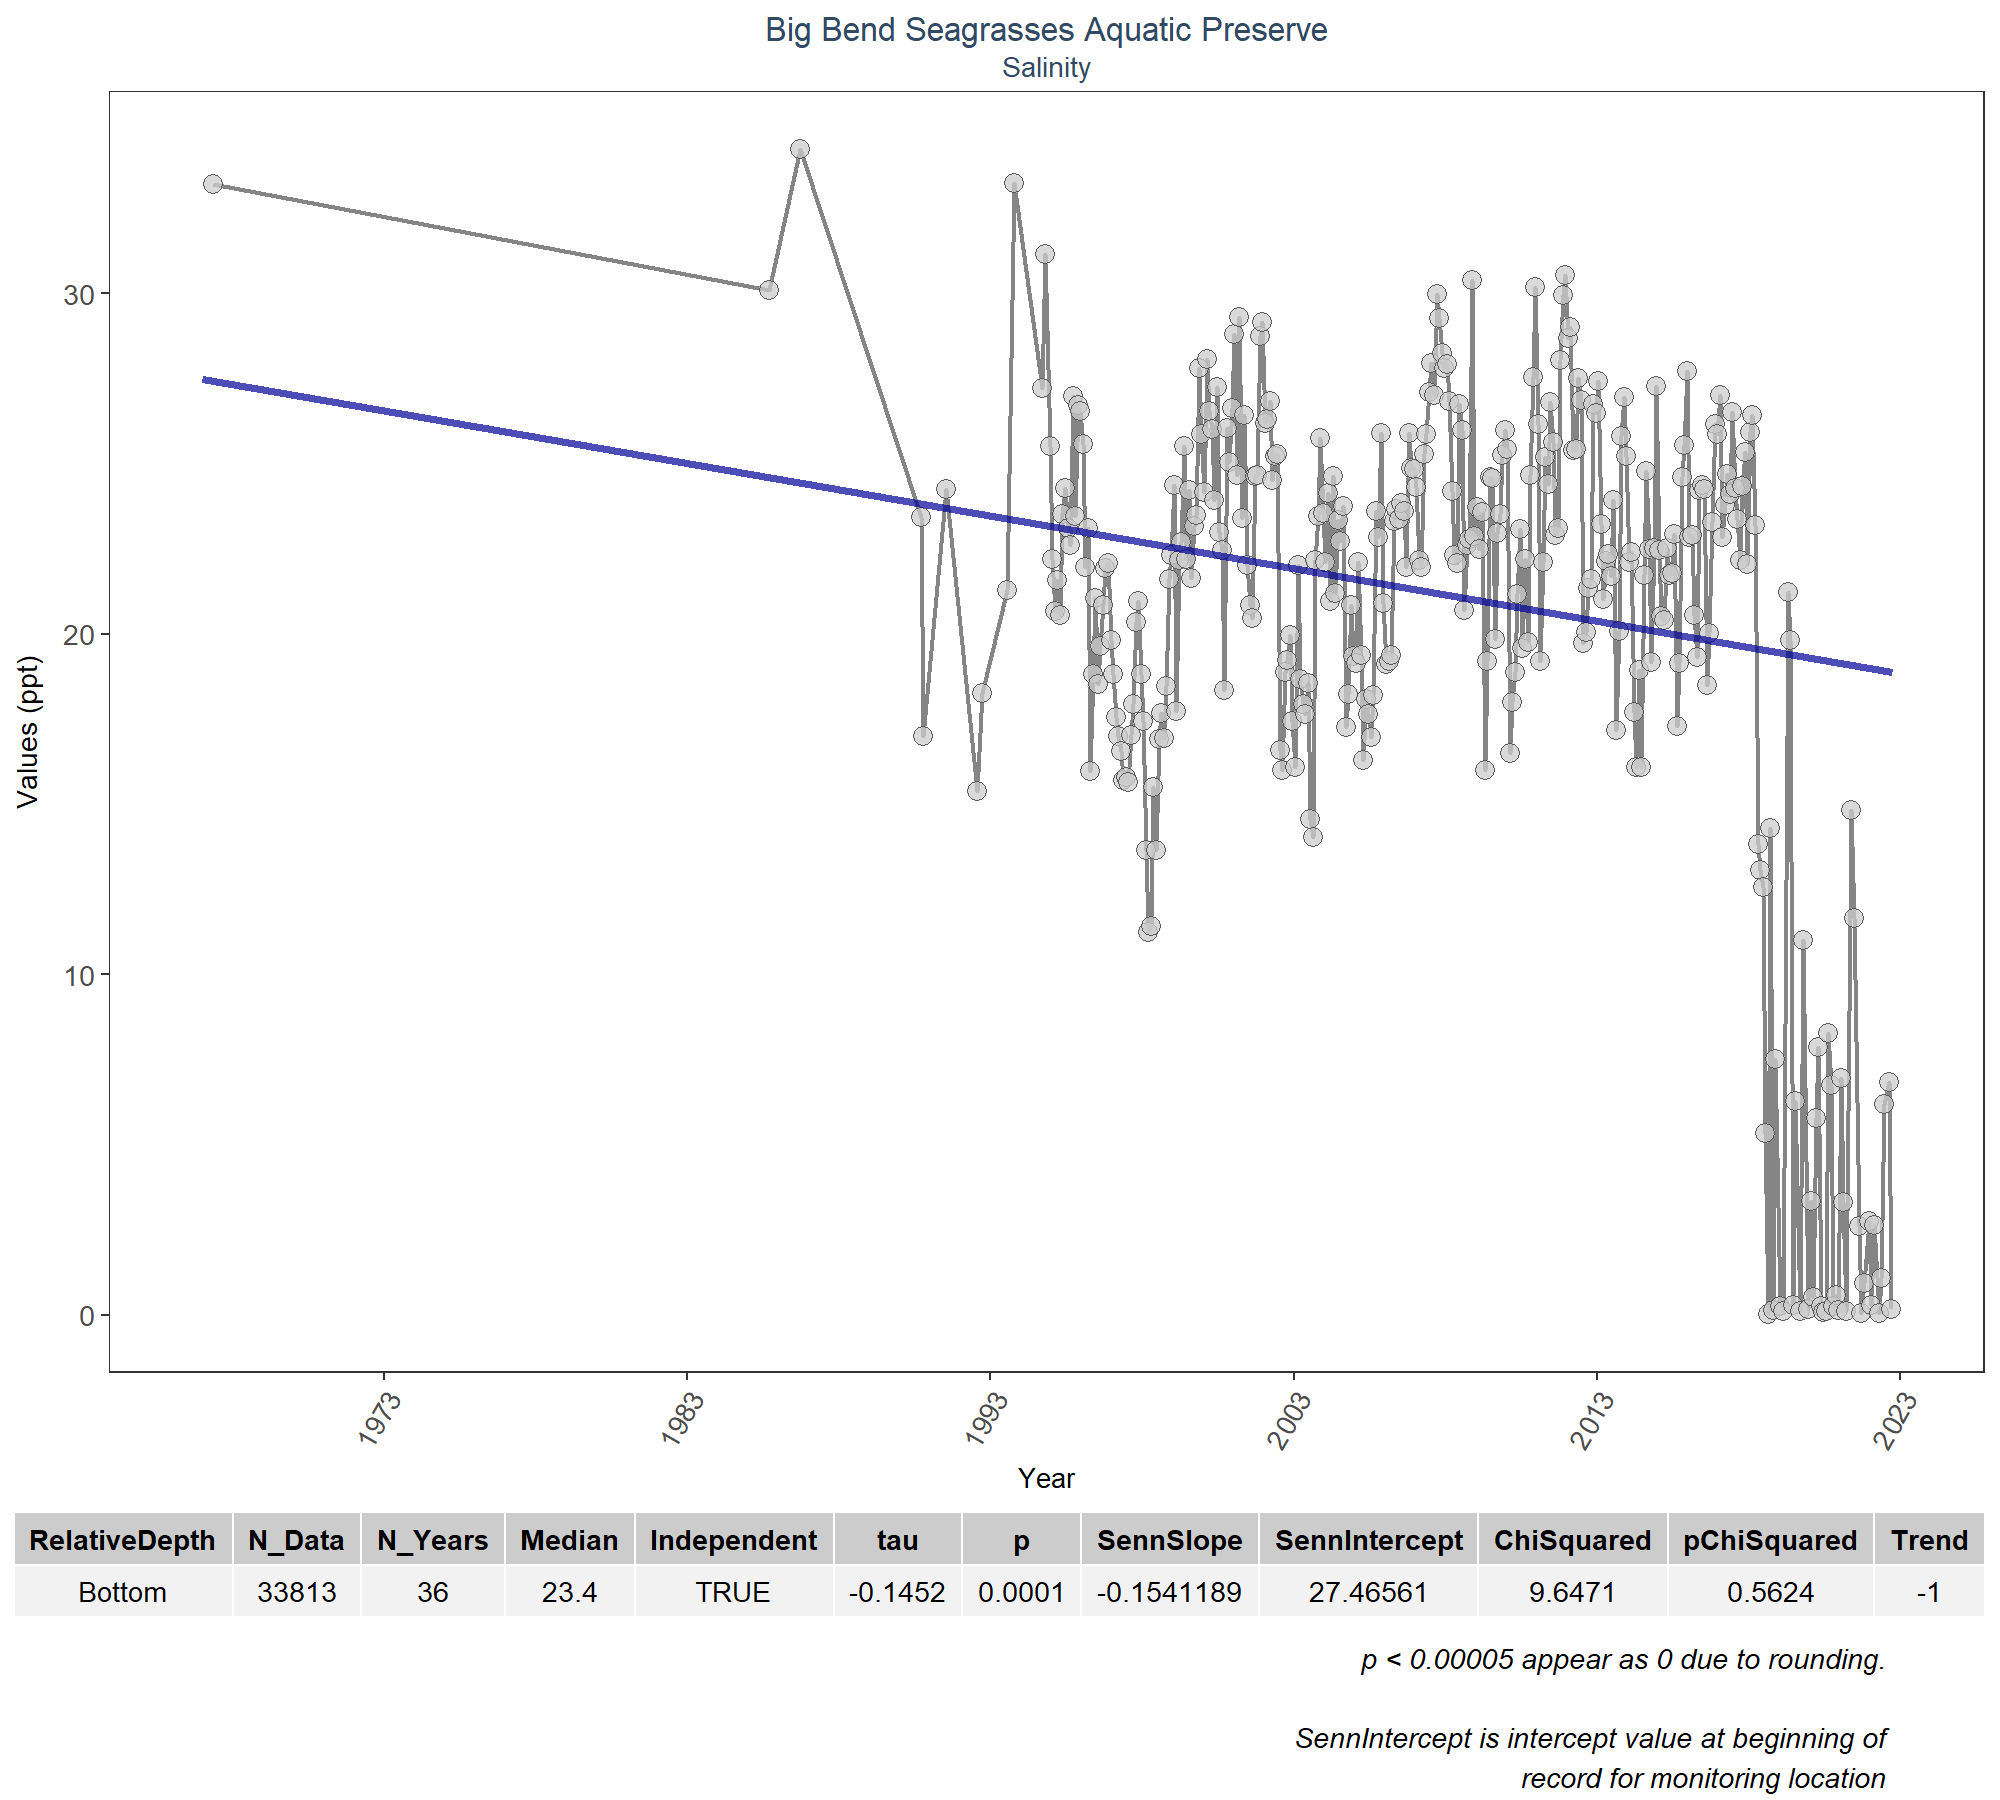 Big Bend Seagrasses Aquatic Preserve
Salinity
Values (ppt)
30
20
10
0
1973 1983 1993 2003 2013 2023
Year
RelativeDepth N_Data N_Years Median Independent tau p SennSlope SennIntercept ChiSquared pChiSquared Trend
Bottom 33813 36 23.4 TRUE -0.1452 0.0001 -0.1541189 27.46561 9.6471 0.5624 -1
p < 0.00005 appear as 0 due to rounding.
SennIntercept is intercept value at beginning of
record for monitoring location